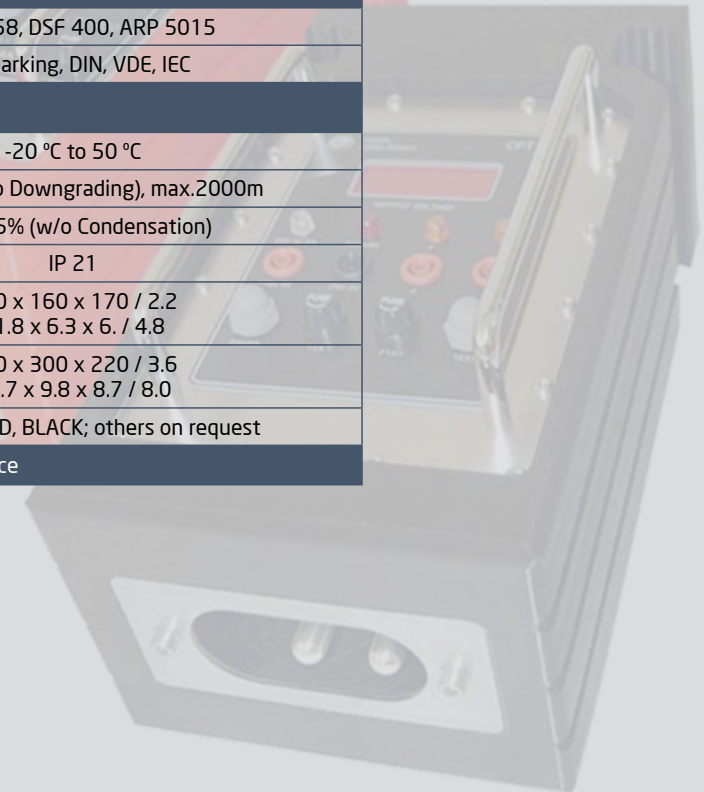 58, DSF 400, ARP 5015
arking, DIN, VDE, IEC
-20 °C to 50 °C
o Downgrading), max.2000m
5% (w/o Condensation)
IP 21
0 x 160 x 170 / 2.2
1.8 x 6.3 x 6. / 4.8
0 x 300 x 220 / 3.6
.7 x 9.8 x 8.7 / 8.0
D, BLACK; others on request
ce
CPT
OUTPUT VOLTAGE